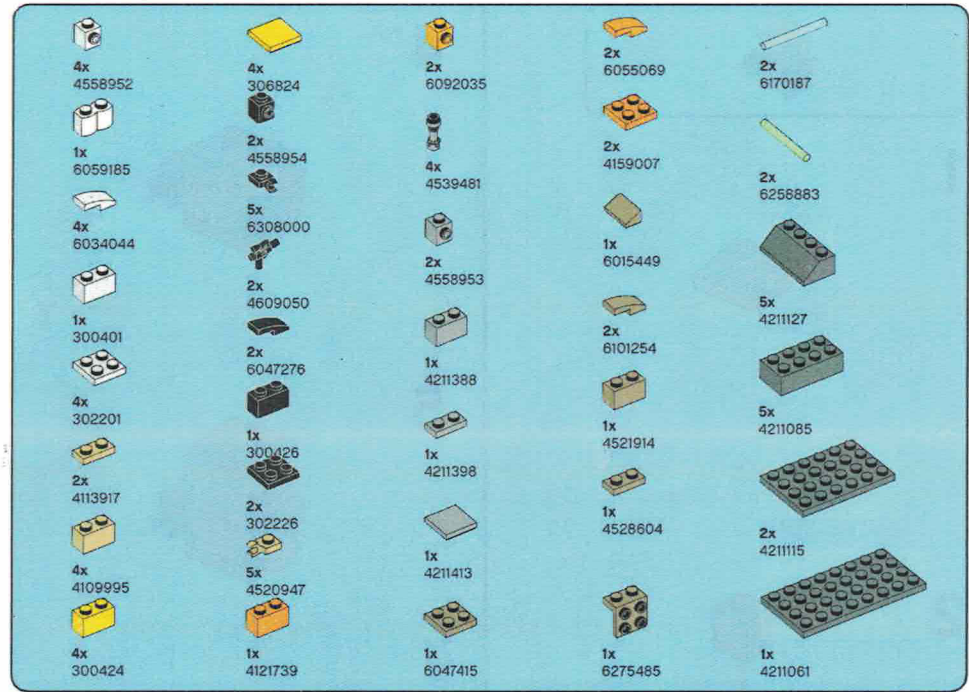 4x
4558952
1x
6059185
4x
6034044
1x
300401
4x
302201
2x
4113917
4x
4109995
4x
300424
4x
306824
2x
4558954
5x
6308000
2x
4609050
2x
6047276
1x
300426
2x
302226
5x
4520947
1x
4121739
2x
6092035
4x
4539481
2x
4558953
1x
4211388
1x
4211398
1x
4211413
1x
6047415
2x
6055069
2x
4159007
1x
6015449
2x
6101254
1x
4521914
1x
4528604
1x
6275485
2x
6170187
2x
6258883
5x
4211127
5x
4211085
2x
4211115
1x
4211061